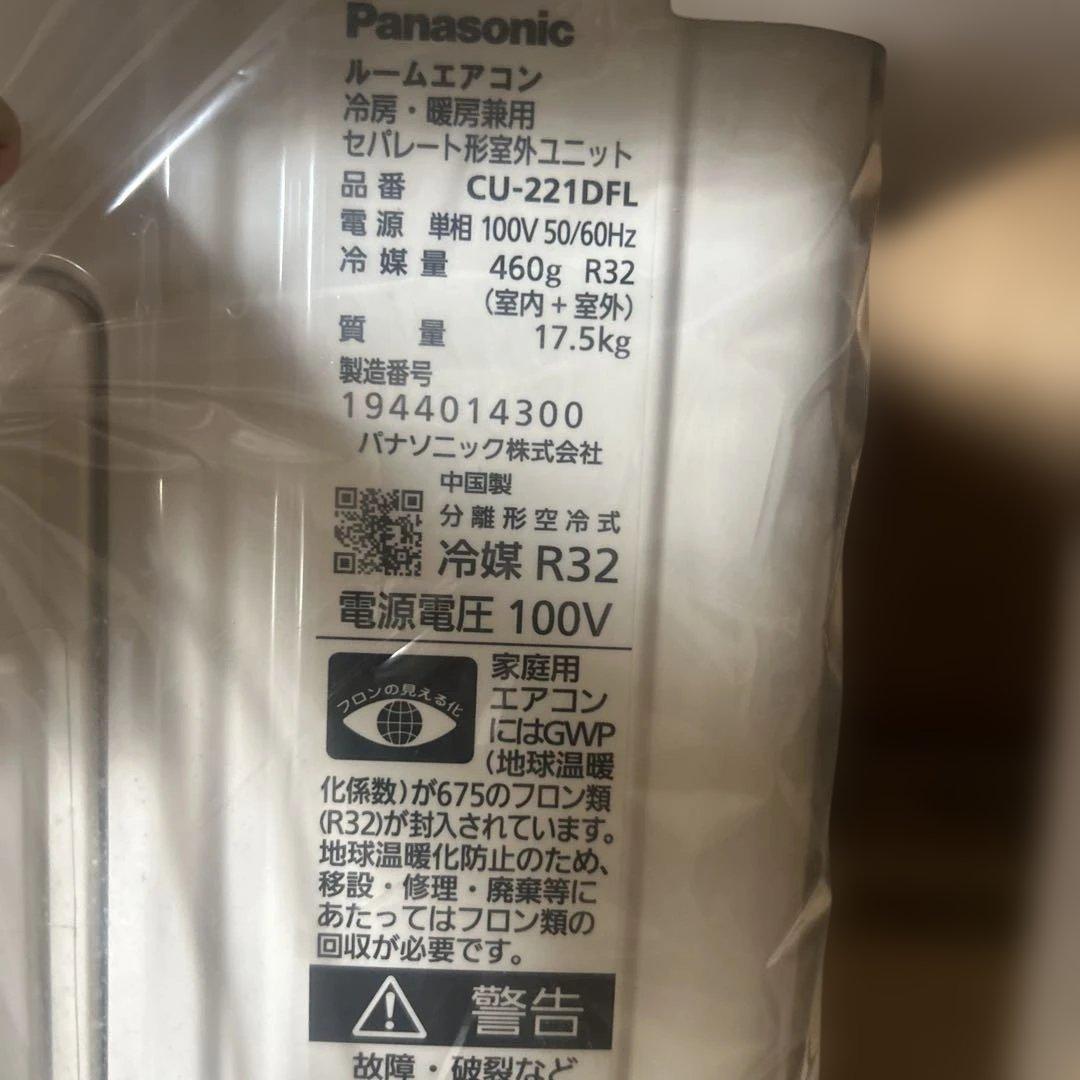 Panasonic
ルームエアコン
冷房・暖房兼用
セパレート形室外ユニット
品番 CU-221DFL
電源 単相 100V 50/60Hz
冷媒量 460g R32
(室内+室外)
質量 17.5kg
製造番号
1944014300
パナソニック株式会社
中国製
分離形空冷式
冷媒 R32
電源電圧 100V
フロンの見える化
家庭用
エアコン
にはGWP
(地球温暖
化係数)が675のフロン類
(R32)が封入されています。
地球温暖化防止のため、
移設・修理・廃棄等に
あたってはフロン類の
回収が必要です。
警告
故障・破裂など